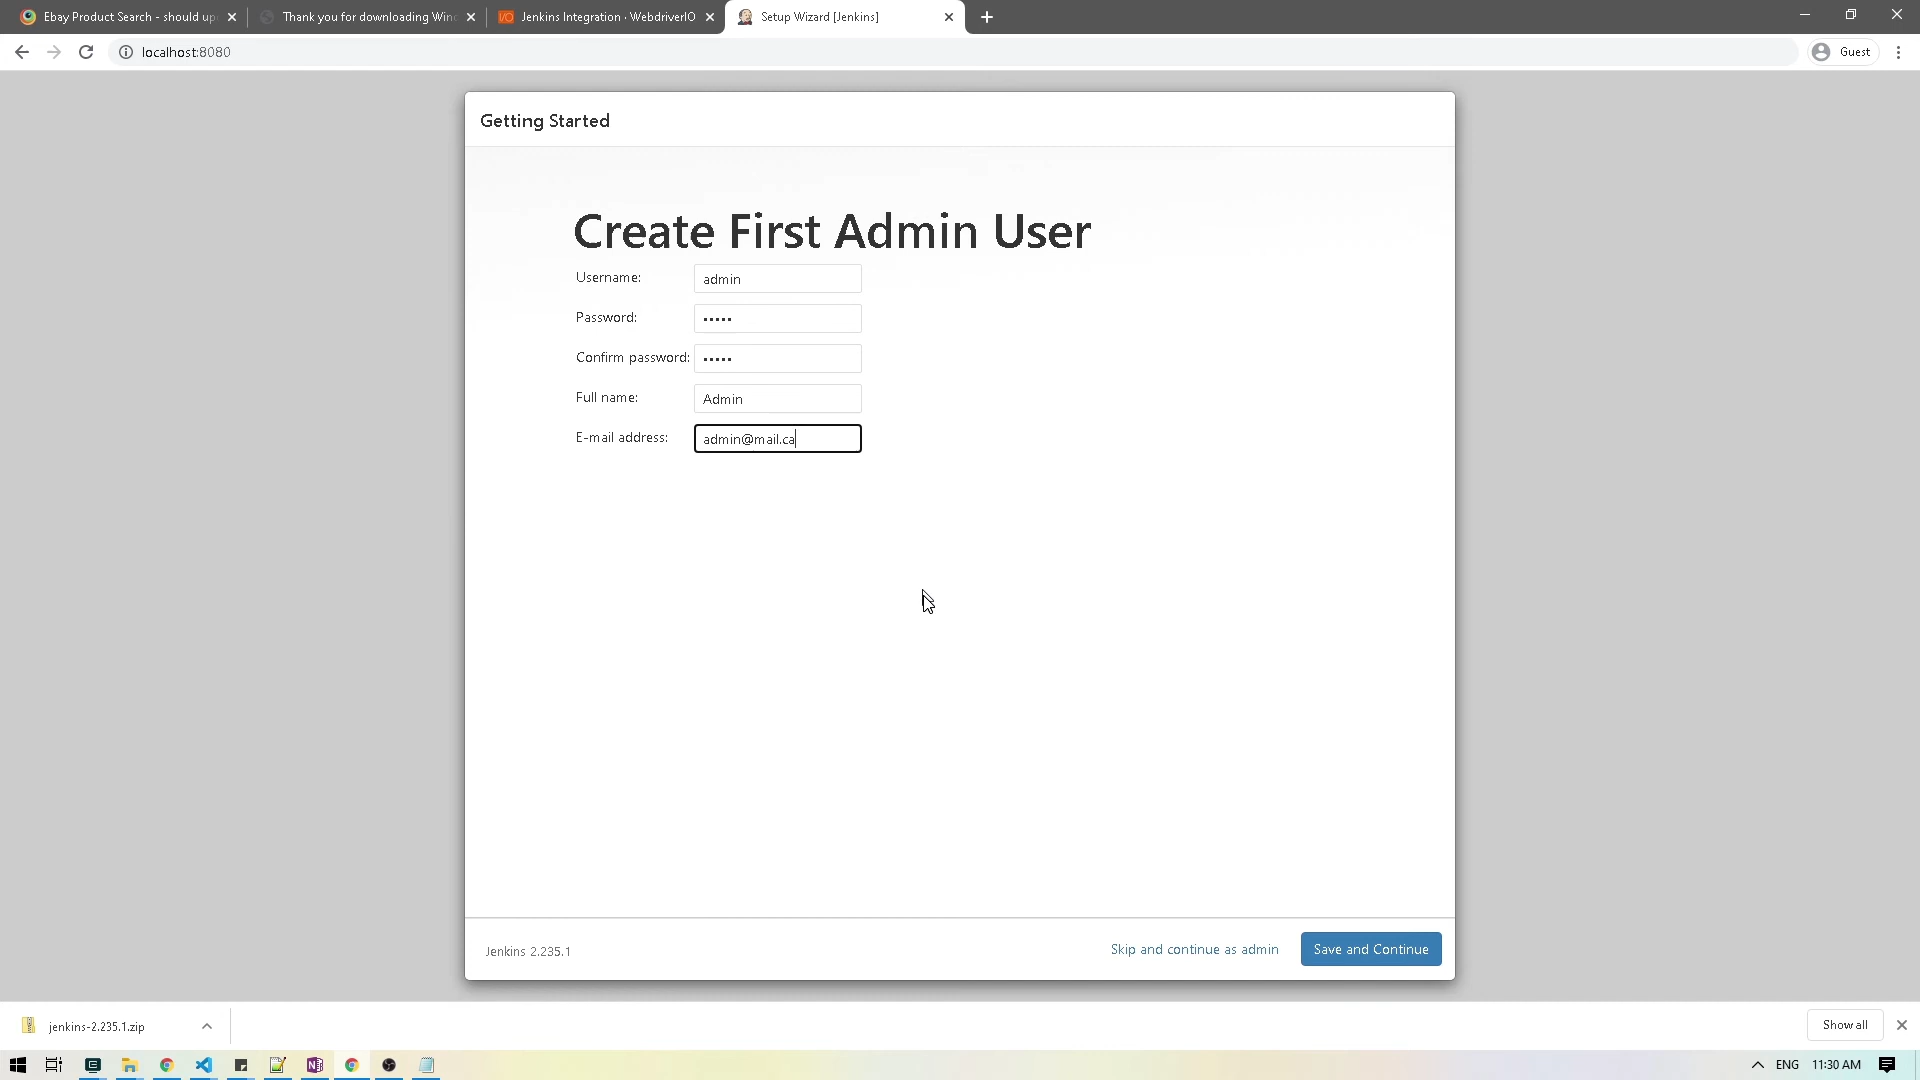 Ebay Product Search - should up
Thank you for downloading Wind
Jenkins Integration · WebdriverIO
Setup Wizard [Jenkins]
localhost:8080
Guest
Getting Started
Create First Admin User
Username: admin
Password: •••••
Confirm password: •••••
Full name: Admin
E-mail address: admin@mail.ca
Jenkins 2.235.1
Skip and continue as admin
Save and Continue
jenkins-2.235.1.zip
Show all
ENG 11:30 AM